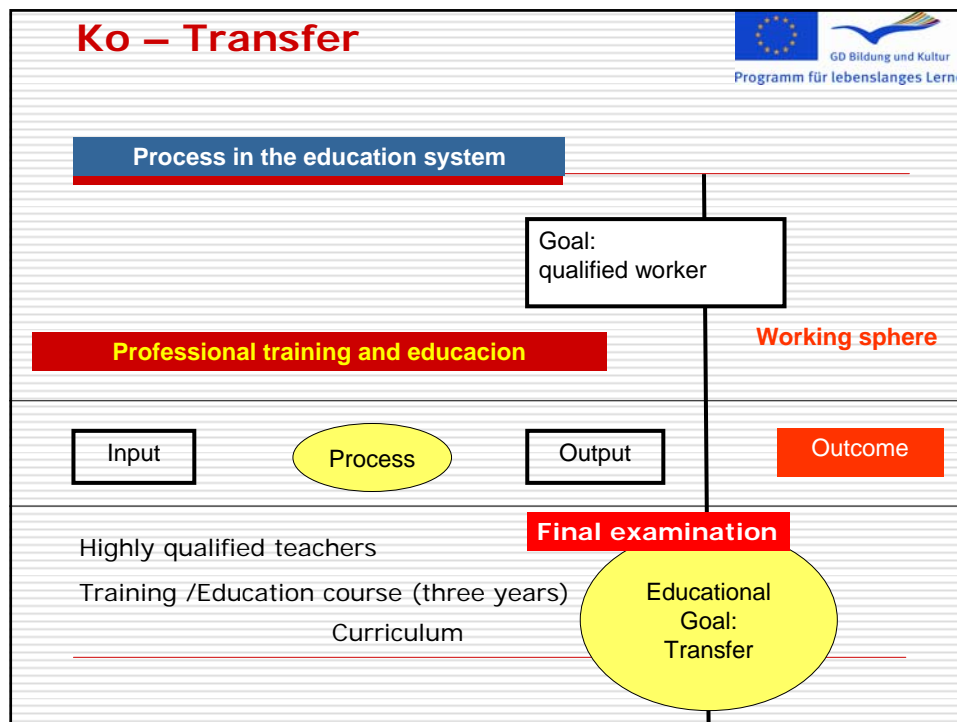 Ko – Transfer
GD Bildung und Kultur
Programm für lebenslanges Lerne
Process in the education system
Goal:
qualified worker
Professional training and educacion
Working sphere
Input
Process
Output
Outcome
Final examination
Highly qualified teachers
Training /Education course (three years)
Curriculum
Educational
Goal:
Transfer